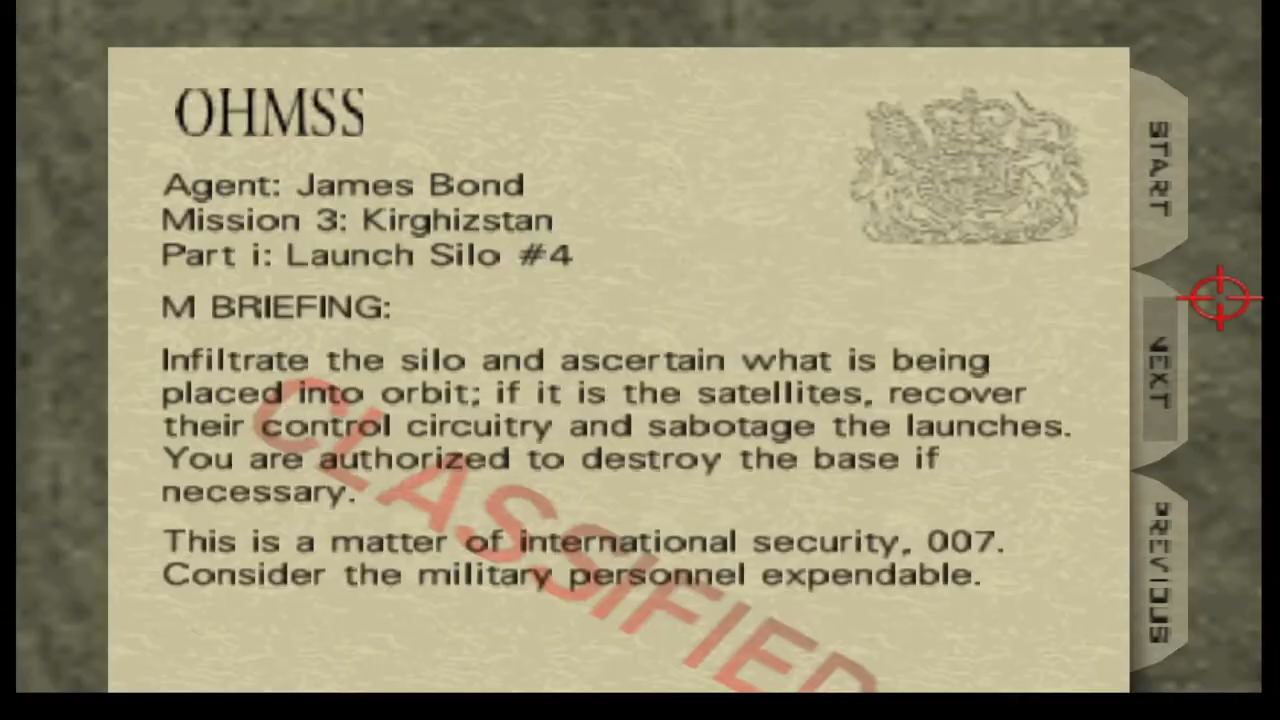 OHMSS
Agent: James Bond
Mission 3: Kirghizstan
Part i: Launch Silo #4
M BRIEFING:
Infiltrate the silo and ascertain what is being
placed into orbit; if it is the satellites, recover
their control circuitry and sabotage the launches.
You are authorized to destroy the base if
necessary.
This is a matter of international security, 007.
Consider the military personnel expendable.
CLASSIFIED
START
NEXT
PREVIOUS